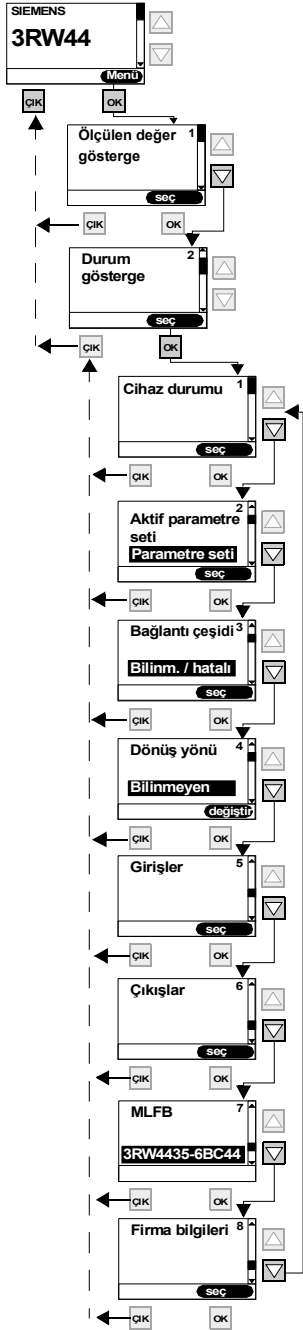 SIEMENS
3RW44
Menü
ÇIK OK
Ölçülen değer 1
gösterge
seç
ÇIK OK
Durum 2
gösterge
seç
ÇIK OK
Cihaz durumu 1
seç
ÇIK OK
Aktif parametre 2
seti
Parametre seti
seç
ÇIK OK
Bağlantı çeşidi 3
Bilinm. / hatalı
seç
ÇIK OK
Dönüş yönü 4
Bilinmeyen
değiştir
ÇIK OK
Girişler 5
seç
ÇIK OK
Çıkışlar 6
seç
ÇIK OK
MLFB 7
3RW4435-6BC44
ÇIK OK
Firma bilgileri 8
seç
ÇIK OK